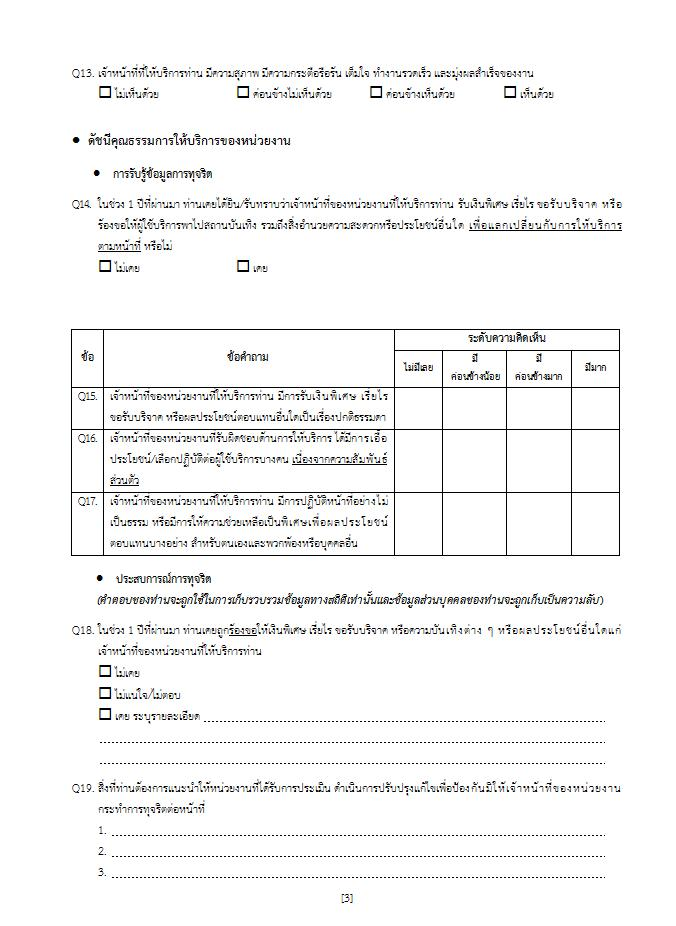 Q13. เจ้าหน้าที่ที่ให้บริการท่าน มีความสุภาพ มีความกระตือรือร้น เต็มใจ ทำงานรวดเร็ว และมุ่งผลสำเร็จของงาน
☐ ไม่เห็นด้วย ☐ ค่อนข้างไม่เห็นด้วย ☐ ค่อนข้างเห็นด้วย ☐ เห็นด้วย
• ดัชนีคุณธรรมการให้บริการของหน่วยงาน
• การรับรู้ข้อมูลการทุจริต
Q14. ในช่วง 1 ปีที่ผ่านมา ท่านเคยได้ยิน/รับทราบว่าเจ้าหน้าที่ของหน่วยงานที่ให้บริการท่าน รับเงินพิเศษ เรี่ยไร ขอรับบริจาค หรือ
ร้องขอให้ผู้ใช้บริการพาไปสถานบันเทิง รวมถึงสิ่งอำนวยความสะดวกหรือประโยชน์อื่นใด เพื่อแลกเปลี่ยนกับการให้บริการ
ตามหน้าที่ หรือไม่
☐ ไม่เคย ☐ เคย
ข้อ ข้อคำถาม ระดับความคิดเห็น
ไม่มีเลย มี ค่อนข้างน้อย มี ค่อนข้างมาก มีมาก
Q15. เจ้าหน้าที่ของหน่วยงานที่ให้บริการท่าน มีการรับเงินพิเศษ เรี่ยไร
ขอรับบริจาค หรือผลประโยชน์ตอบแทนอื่นใดเป็นเรื่องปกติธรรมดา
Q16. เจ้าหน้าที่ของหน่วยงานที่รับผิดชอบด้านการให้บริการ ได้มีการเอื้อ
ประโยชน์/เลือกปฏิบัติต่อผู้ใช้บริการบางคน เนื่องจากความสัมพันธ์
ส่วนตัว
Q17. เจ้าหน้าที่ของหน่วยงานที่ให้บริการท่าน มีการปฏิบัติหน้าที่อย่างไม่
เป็นธรรม หรือมีการให้ความช่วยเหลือเป็นพิเศษเพื่อผลประโยชน์
ตอบแทนบางอย่าง สำหรับตนเองและพวกพ้องหรือบุคคลอื่น
• ประสบการณ์การทุจริต
(คำตอบของท่านจะถูกใช้ในการเก็บรวบรวมข้อมูลทางสถิติเท่านั้นและข้อมูลส่วนบุคคลของท่านจะถูกเก็บเป็นความลับ)
Q18. ในช่วง 1 ปีที่ผ่านมา ท่านเคยถูกร้องขอให้เงินพิเศษ เรี่ยไร ขอรับบริจาค หรือความบันเทิงต่าง ๆ หรือผลประโยชน์อื่นใดแก่
เจ้าหน้าที่ของหน่วยงานที่ให้บริการท่าน
☐ ไม่เคย
☐ ไม่แน่ใจ/ไม่ตอบ
☐ เคย ระบุรายละเอียด
Q19. สิ่งที่ท่านต้องการแนะนำให้หน่วยงานที่ได้รับการประเมิน ดำเนินการปรับปรุงแก้ไขเพื่อป้องกันมิให้เจ้าหน้าที่ของหน่วยงาน
กระทำการทุจริตต่อหน้าที่
1.
2.
3.
[3]